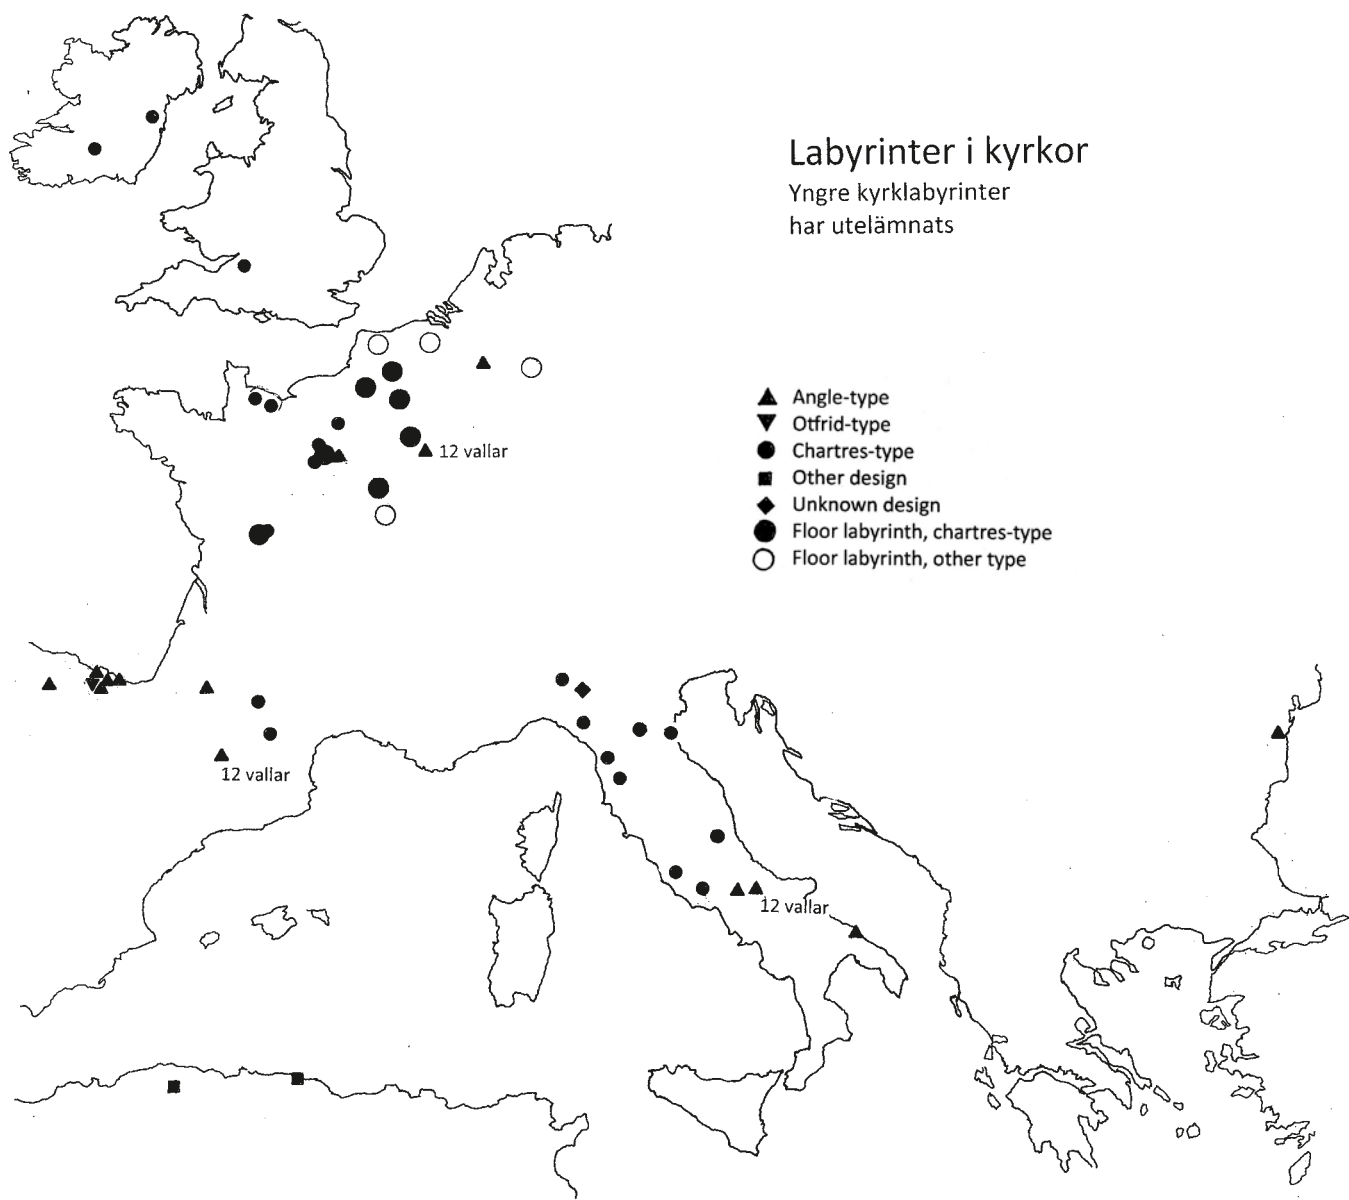 Labyrinter i kyrkor
Yngre kyrklabyrinter
har utelämnats
Angle-type
Otfrid-type
Chartres-type
Other design
Unknown design
Floor labyrinth, chartres-type
Floor labyrinth, other type
12 vallar
12 vallar
12 vallar